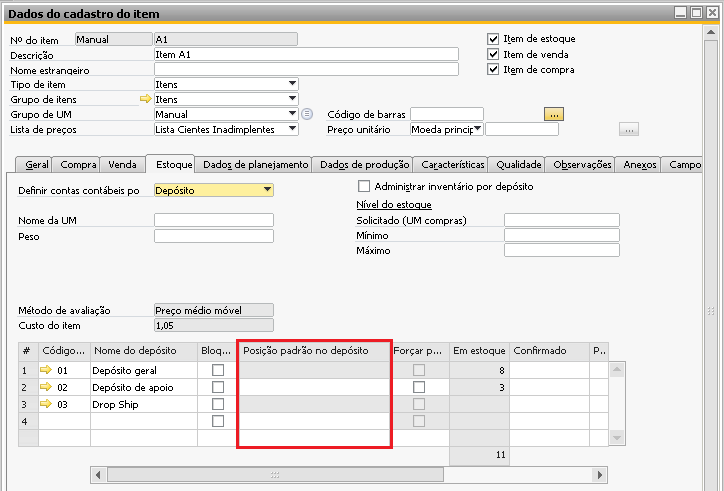 Dados do cadastro do item
Nº do item Manual A1
Descrição Item A1
Nome estrangeiro
Item de estoque
Item de venda
Item de compra
Tipo de item Itens
Grupo de itens Itens
Grupo de UM Manual
Lista de preços Lista Cientes Inadimplentes
Código de barras ...
Preço unitário Moeda princip ...
Geral Compra Venda Estoque Dados de planejamento Dados de produção Características Qualidade Observações Anexos Campo
Definir contas contábeis po Depósito
Administrar inventário por depósito
Nível do estoque
Nome da UM
Solicitado (UM compras)
Peso
Mínimo
Máximo
Método de avaliação Preço médio móvel
Custo do item 1,05
# Código... Nome do depósito Bloq... Posição padrão no depósito Forçar p... Em estoque Confirmado P..
1 01 Depósito geral 8
2 02 Depósito de apoio 3
3 03 Drop Ship
4
11